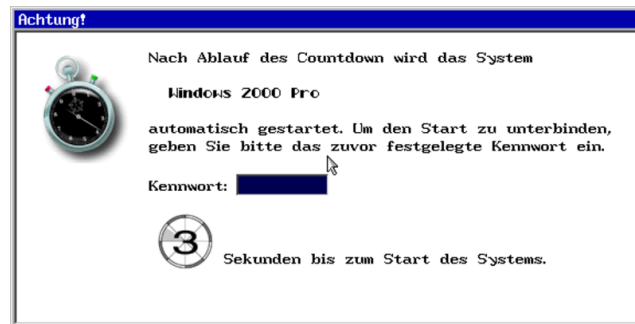 Achtung!
Nach Ablauf des Countdown wird das System
Windows 2000 Pro
automatisch gestartet. Um den Start zu unterbinden,
geben Sie bitte das zuvor festgelegte Kennwort ein.
Kennwort:
3 Sekunden bis zum Start des Systems.